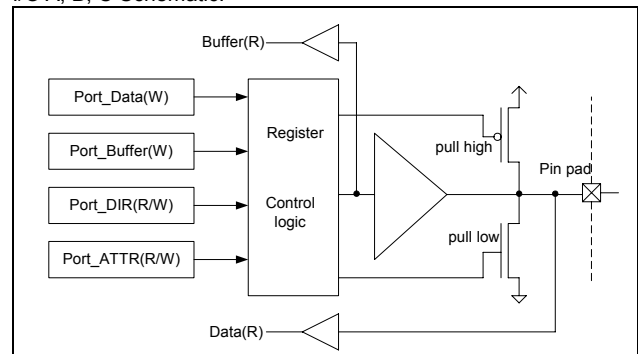 I/O A, B, C Schematic:
Buffer(R)
Port_Data(W)
Port_Buffer(W)
Port_DIR(R/W)
Port_ATTR(R/W)
Register
Control
logic
pull high
Pin pad
pull low
Data(R)